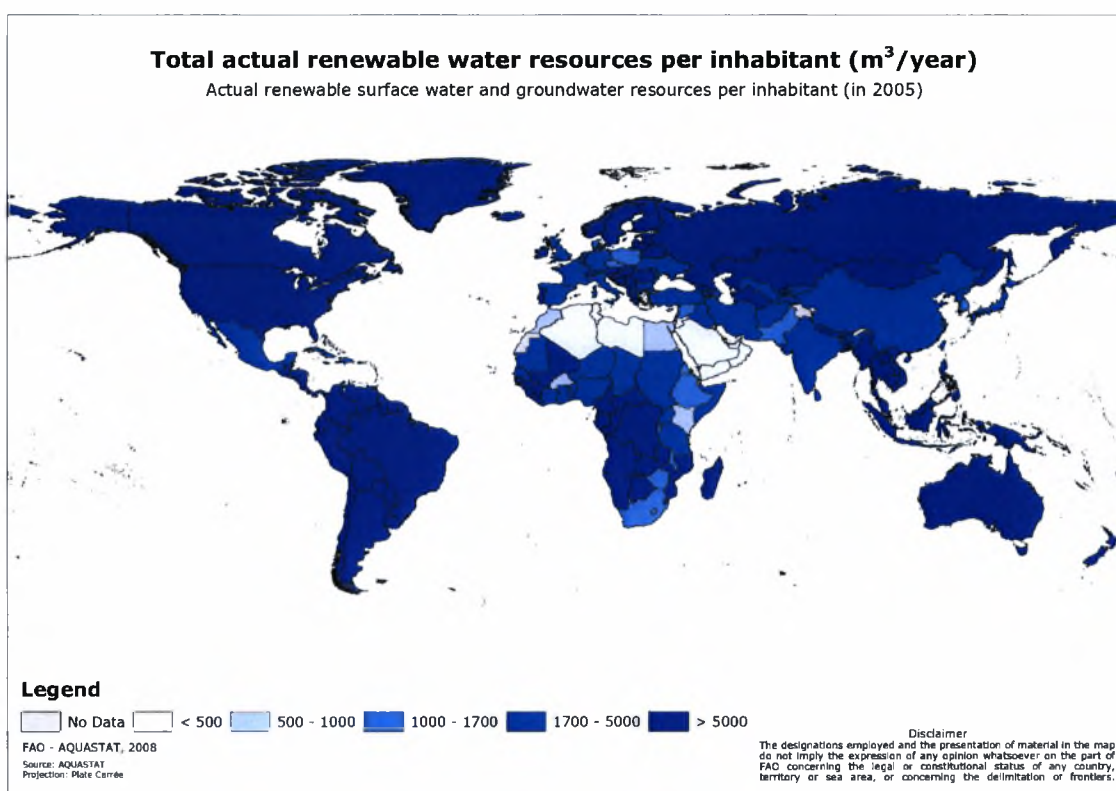 Total actual renewable water resources per inhabitant (m³/year)
Actual renewable surface water and groundwater resources per inhabitant (in 2005)
Legend
No Data < 500 500 - 1000 1000 - 1700 1700 - 5000 > 5000
FAO - AQUASTAT, 2008
Source: AQUASTAT
Projection: Plate Carrée
Disclaimer
The designations employed and the presentation of material in the map
do not imply the expression of any opinion whatsoever on the part of
FAO concerning the legal or constitutional status of any country,
territory or sea area, or concerning the delimitation of frontiers.